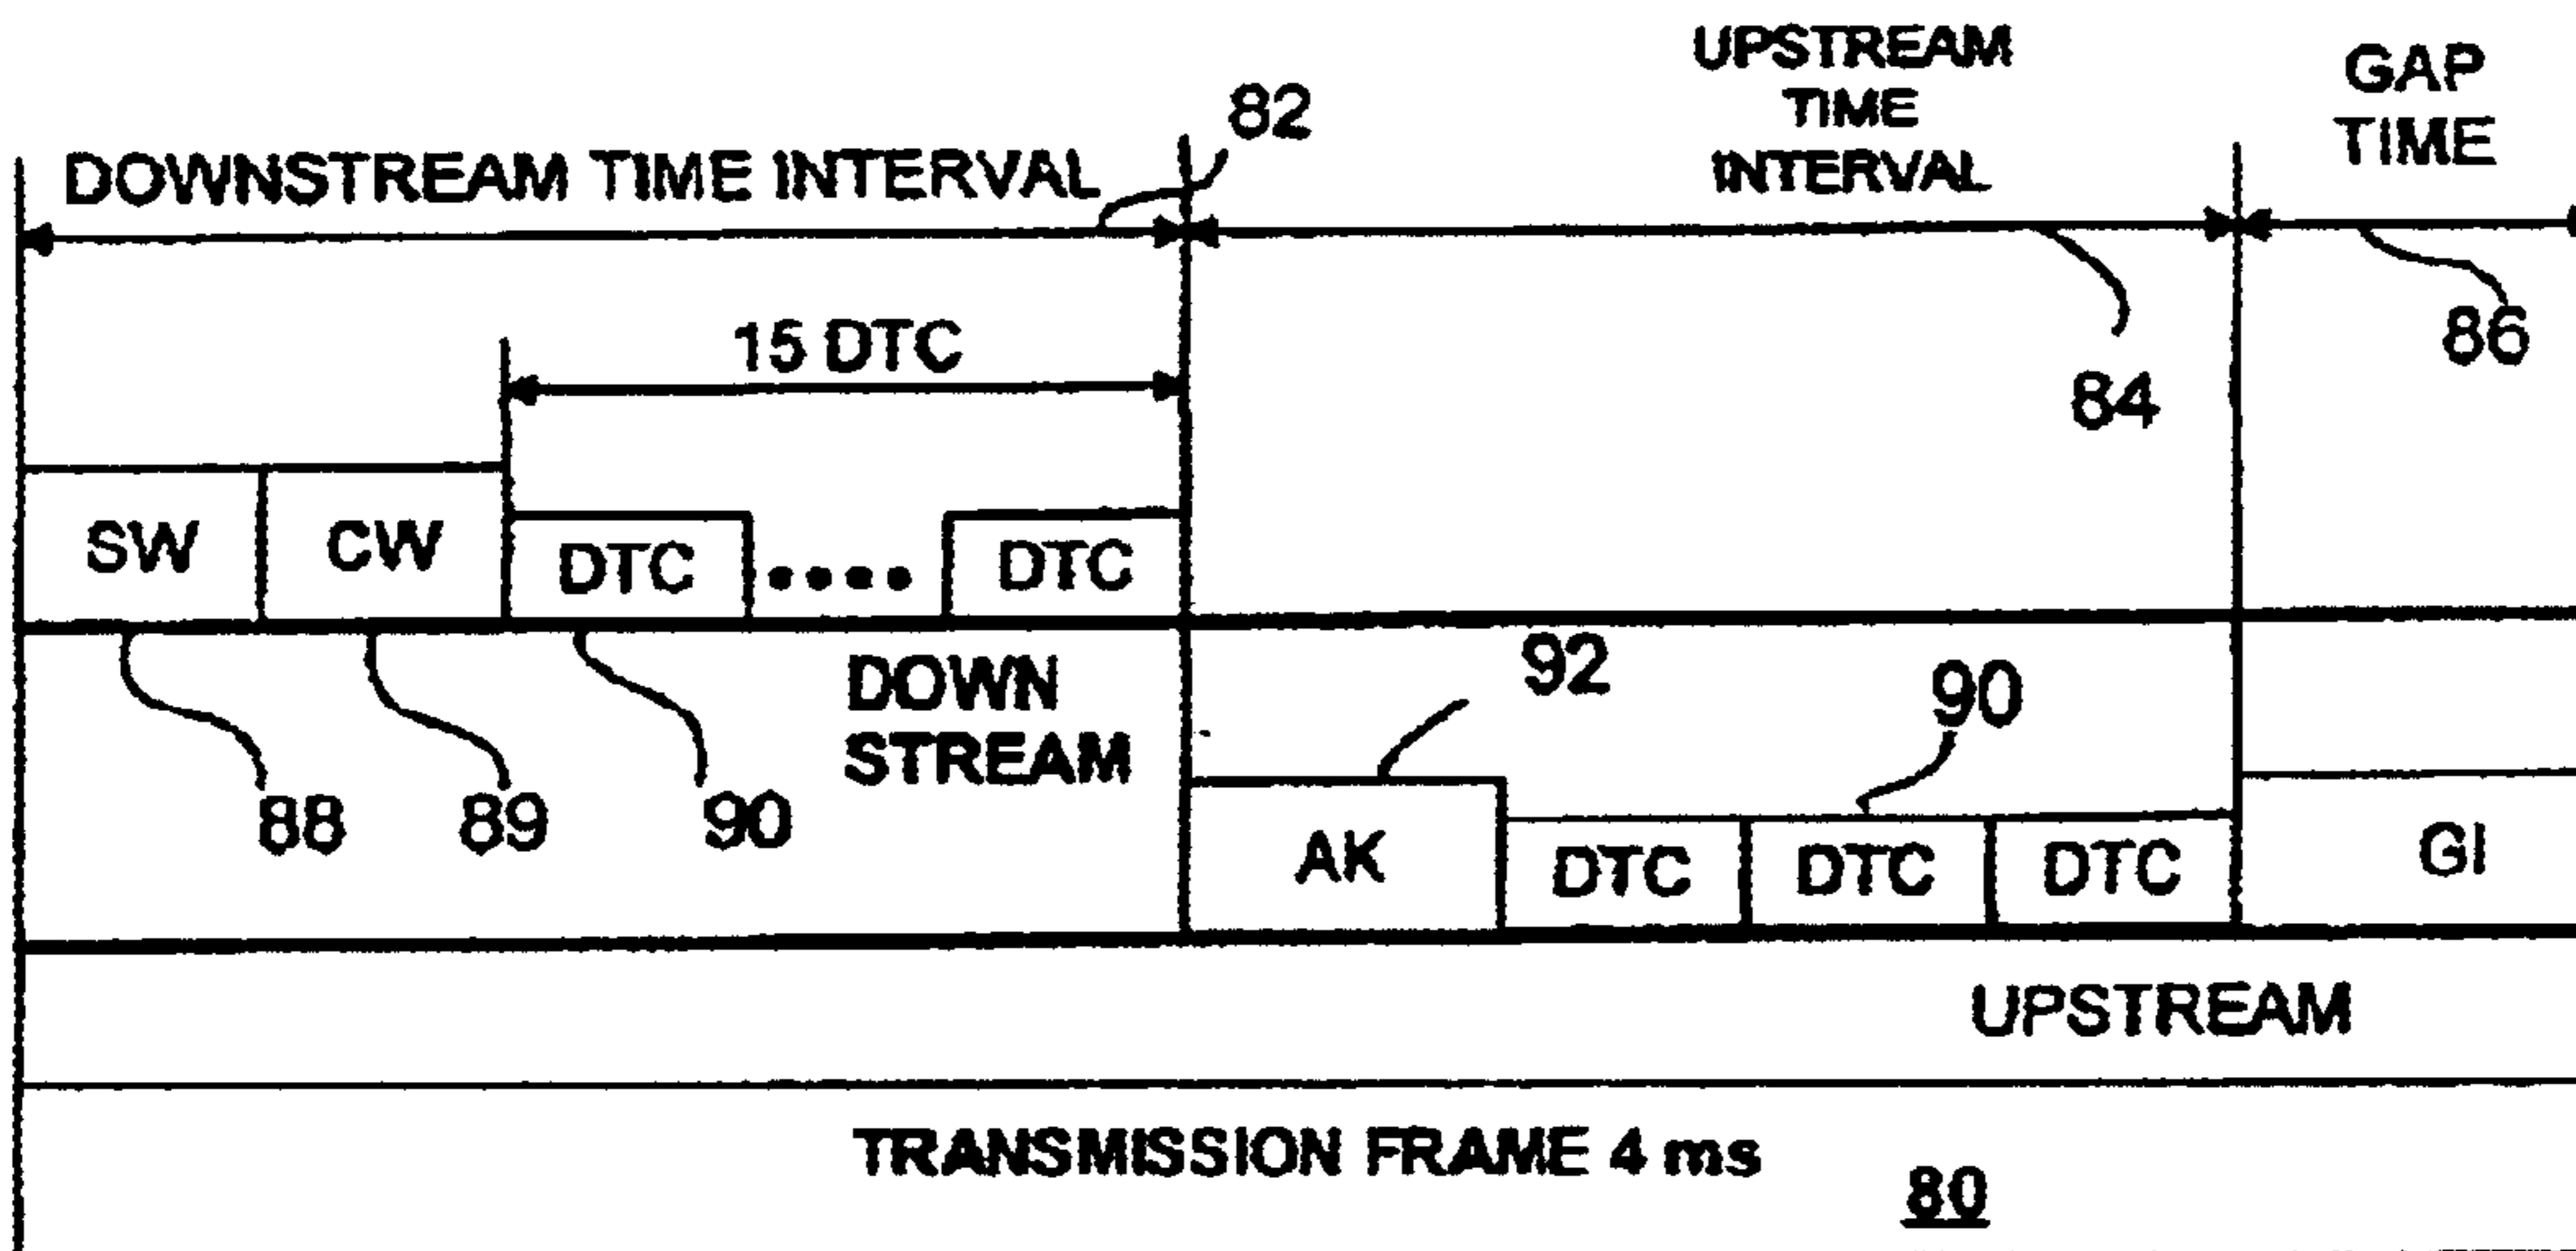 UPSTREAM
TIME
INTERVAL
GAP
TIME
82
DOWNSTREAM TIME INTERVAL
15 DTC
84
86
SW
CW
DTC
••••
DTC
DOWN
STREAM
88
89
90
92
90
AK
DTC
DTC
DTC
GI
UPSTREAM
TRANSMISSION FRAME 4 ms
80